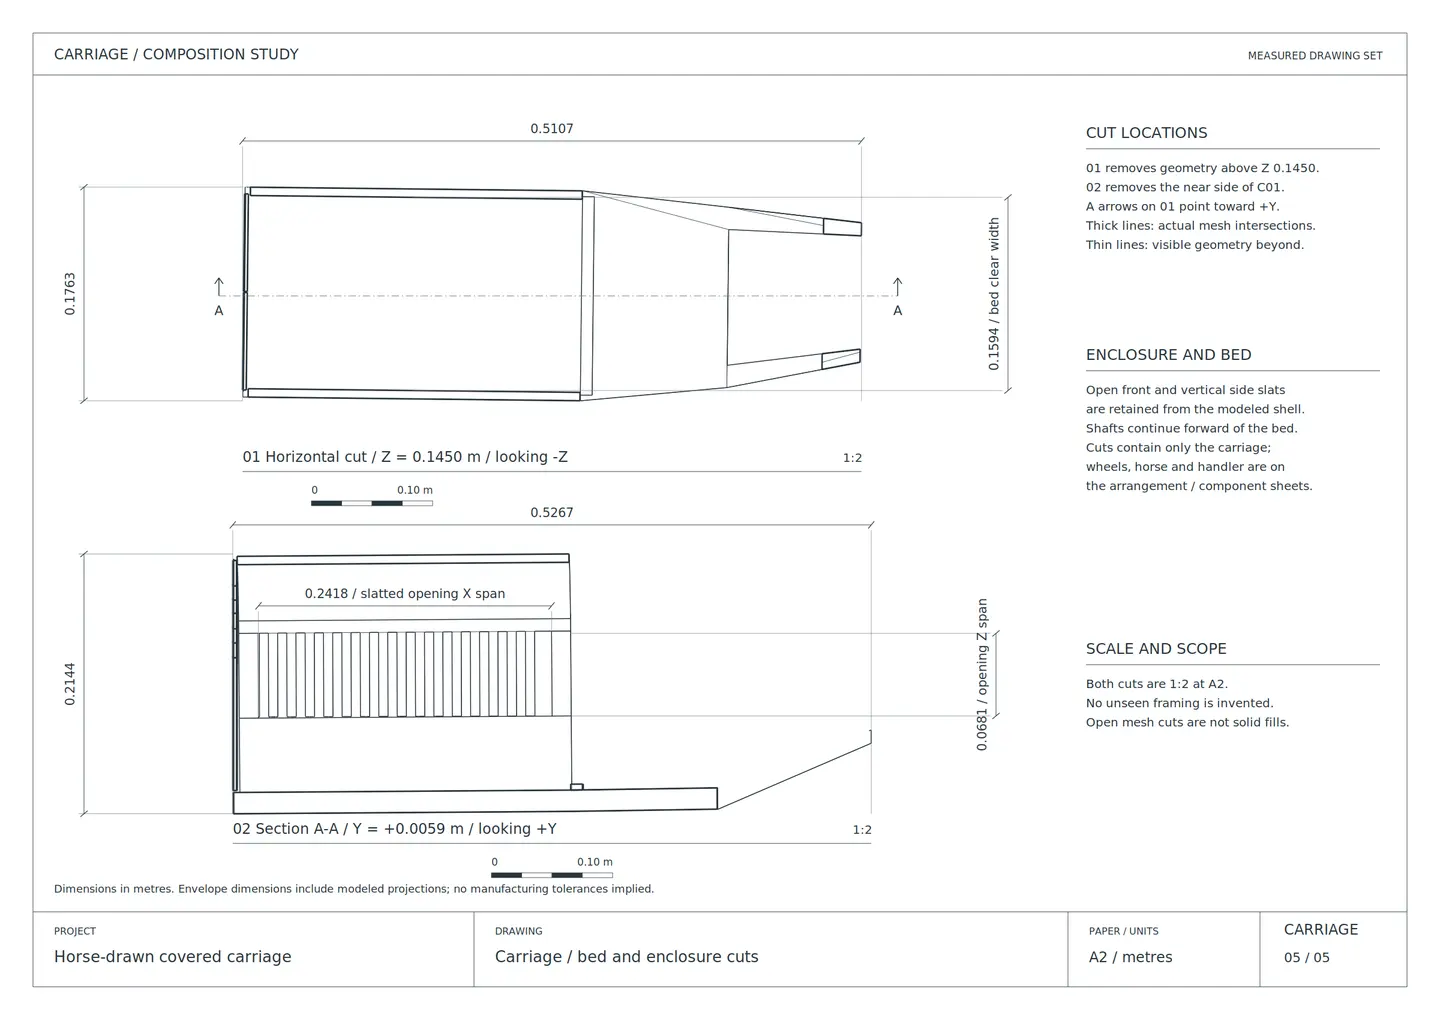 CARRIAGE / COMPOSITION STUDY
MEASURED DRAWING SET
0.5107
0.1763
A
A
0.1594 / bed clear width
01 Horizontal cut / Z = 0.1450 m / looking -Z
1:2
0
0.10 m
0.5267
0.2418 / slatted opening X span
0.2144
0.0681 / opening Z span
02 Section A-A / Y = +0.0059 m / looking +Y
1:2
0
0.10 m
Dimensions in metres. Envelope dimensions include modeled projections; no manufacturing tolerances implied.
CUT LOCATIONS
01 removes geometry above Z 0.1450.
02 removes the near side of C01.
A arrows on 01 point toward +Y.
Thick lines: actual mesh intersections.
Thin lines: visible geometry beyond.
ENCLOSURE AND BED
Open front and vertical side slats
are retained from the modeled shell.
Shafts continue forward of the bed.
Cuts contain only the carriage;
wheels, horse and handler are on
the arrangement / component sheets.
SCALE AND SCOPE
Both cuts are 1:2 at A2.
No unseen framing is invented.
Open mesh cuts are not solid fills.
PROJECT
Horse-drawn covered carriage
DRAWING
Carriage / bed and enclosure cuts
PAPER / UNITS
A2 / metres
CARRIAGE
05 / 05